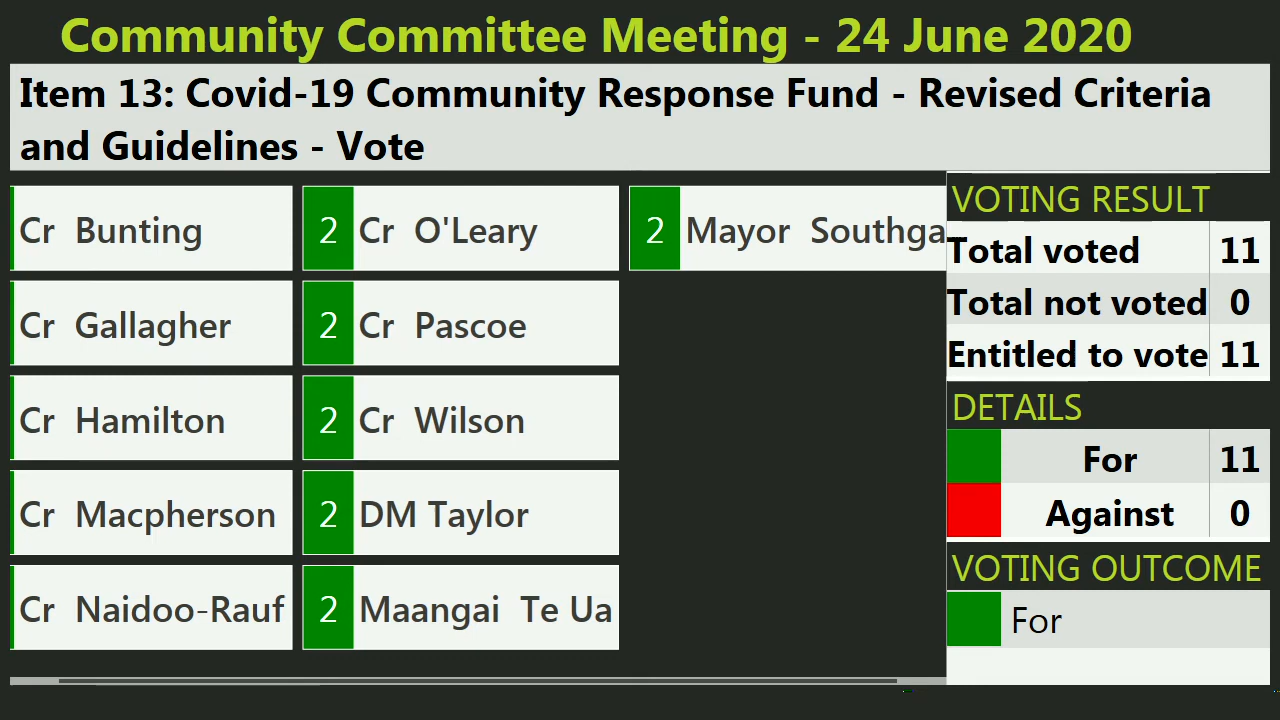 Community Committee Meeting - 24 June 2020
Item 13: Covid-19 Community Response Fund - Revised Criteria
and Guidelines - Vote
Cr Bunting
Cr Gallagher
Cr Hamilton
Cr Macpherson
Cr Naidoo-Rauf
2 Cr O'Leary
2 Cr Pascoe
2 Cr Wilson
2 DM Taylor
2 Maangai Te Ua
2 Mayor Southga
VOTING RESULT
Total voted 11
Total not voted 0
Entitled to vote 11
DETAILS
For 11
Against 0
VOTING OUTCOME
For